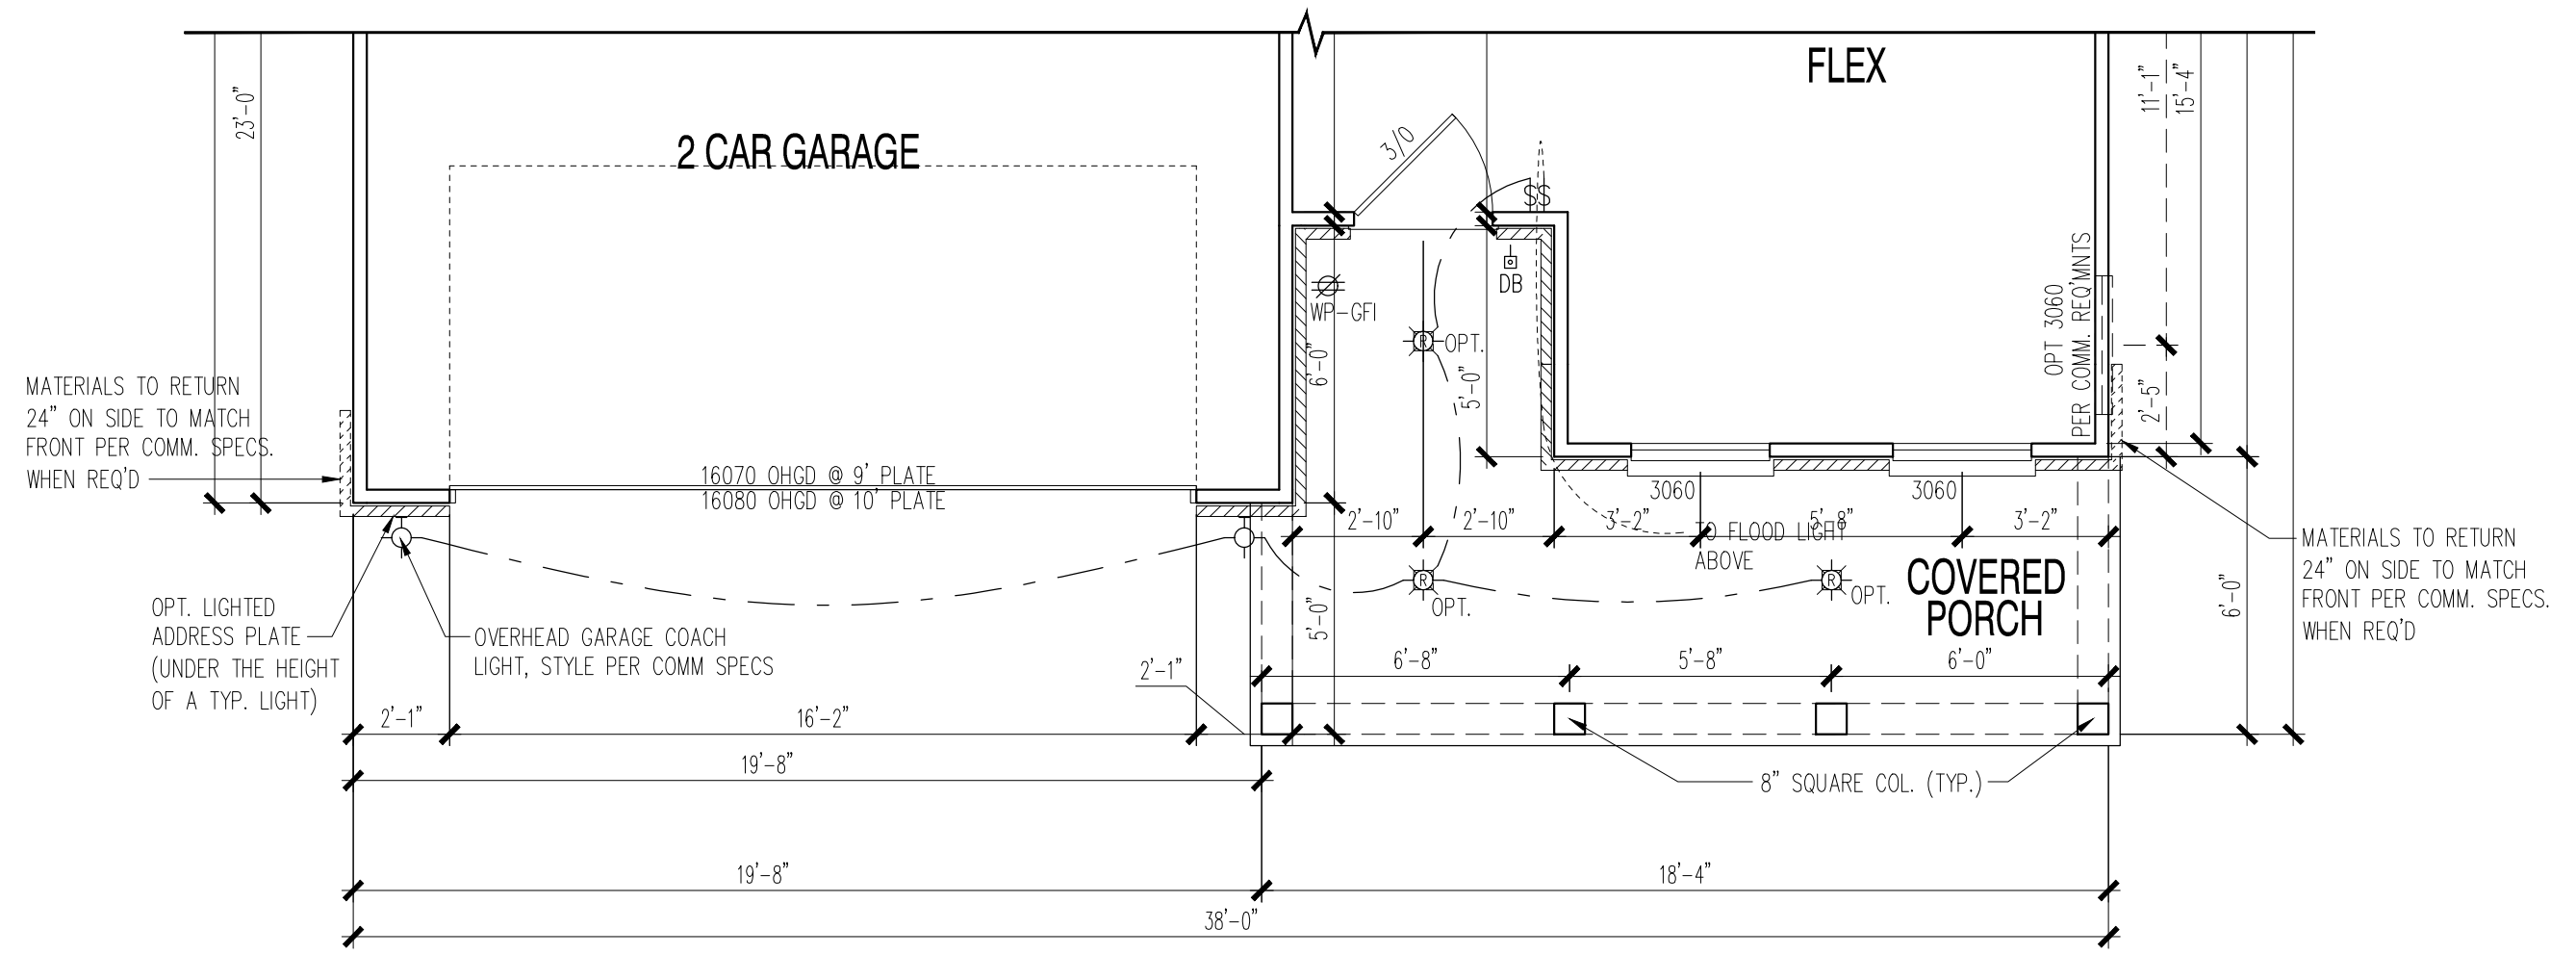 FLEX
23'-0"
11'-1"
15'-4"
2 CAR GARAGE
3/0
SS
DB
WP-GFI
OPT.
6'-0"
5'-0"
OPT 3060
PER COMM. REQ'MNTS
2'-5"
MATERIALS TO RETURN
24" ON SIDE TO MATCH
FRONT PER COMM. SPECS.
WHEN REQ'D
16070 OHGD @ 9' PLATE
16080 OHGD @ 10' PLATE
3060
3060
2'-10"
2'-10"
3'-2"
5'-8"
3'-2"
TO FLOOD LIGHT
ABOVE
R
R
R
OPT.
OPT.
COVERED
PORCH
MATERIALS TO RETURN
24" ON SIDE TO MATCH
FRONT PER COMM. SPECS.
WHEN REQ'D
6'-0"
5'-0"
OPT. LIGHTED
ADDRESS PLATE
(UNDER THE HEIGHT
OF A TYP. LIGHT)
OVERHEAD GARAGE COACH
LIGHT, STYLE PER COMM SPECS
6'-8"
5'-8"
6'-0"
2'-1"
2'-1"
16'-2"
19'-8"
8" SQUARE COL. (TYP.)
19'-8"
18'-4"
38'-0"